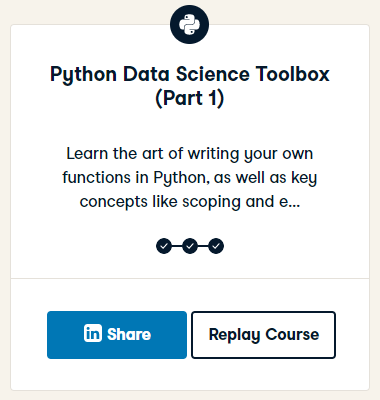 Python Data Science Toolbox
(Part 1)
Learn the art of writing your own
functions in Python, as well as key
concepts like scoping and e...
in Share
Replay Course